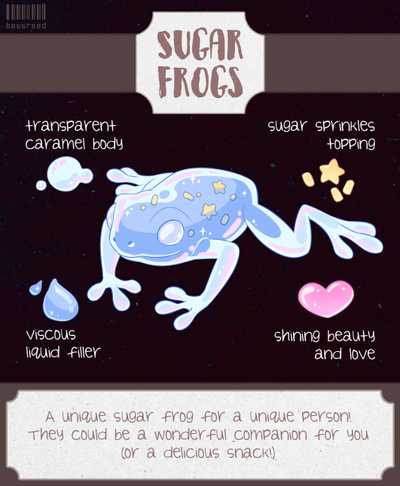 bessreed
SUGAR
FROGS
transparent
caramel body
sugar sprinkles
topping
viscous
liquid filler
shining beauty
and love
A unique sugar frog for a unique person!
They could be a wonderful companion for you
(or a delicious snack!)